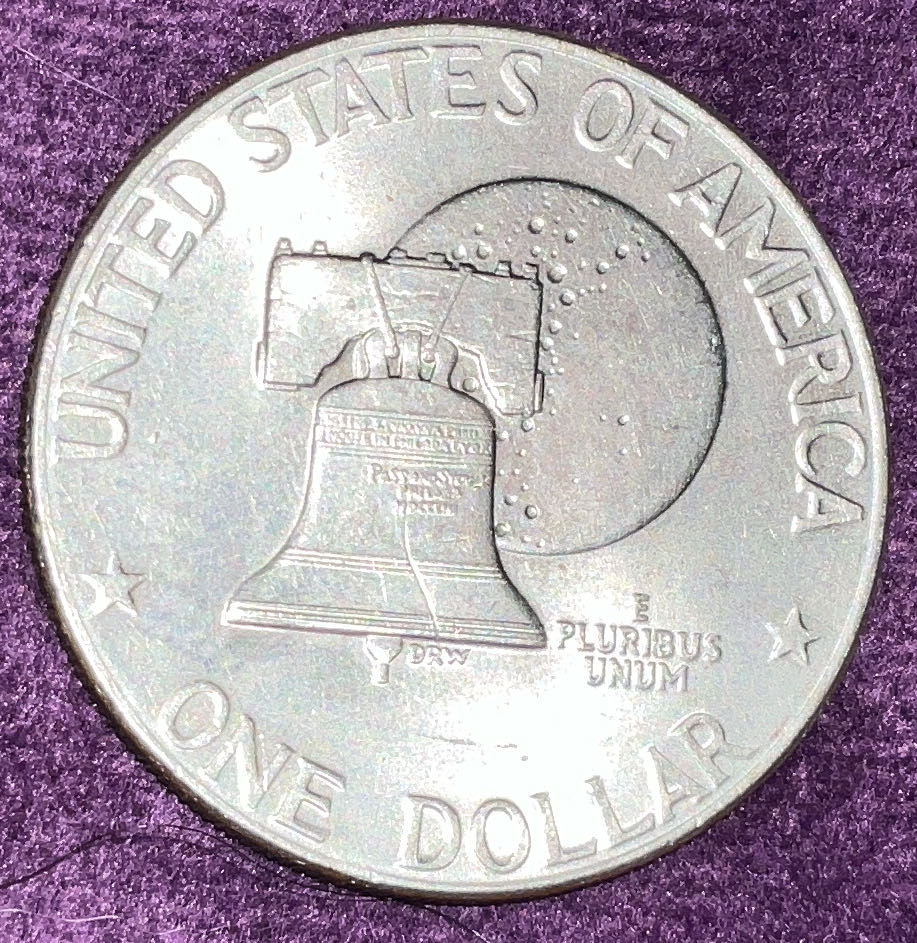 UNITED STATES OF AMERICA
E
PLURIBUS
UNUM
DRW
ONE DOLLAR